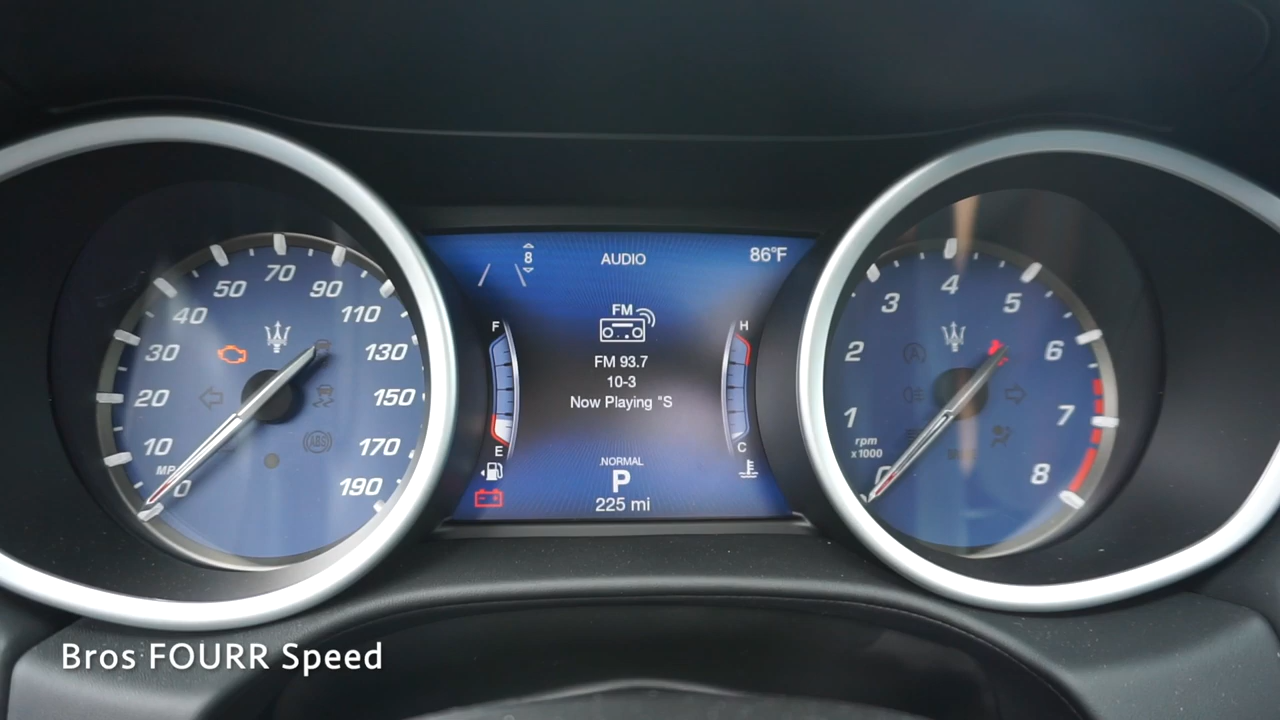 70
50
90
40
110
30
130
20
150
10
170
MPH
0
190
8
AUDIO
86°F
FM
F
H
FM 93.7
10-3
Now Playing "S
E
C
.NORMAL
P
225 mi
4
3
5
2
6
1
7
rpm
x1000
0
8
(ABS)
Bros FOURR Speed